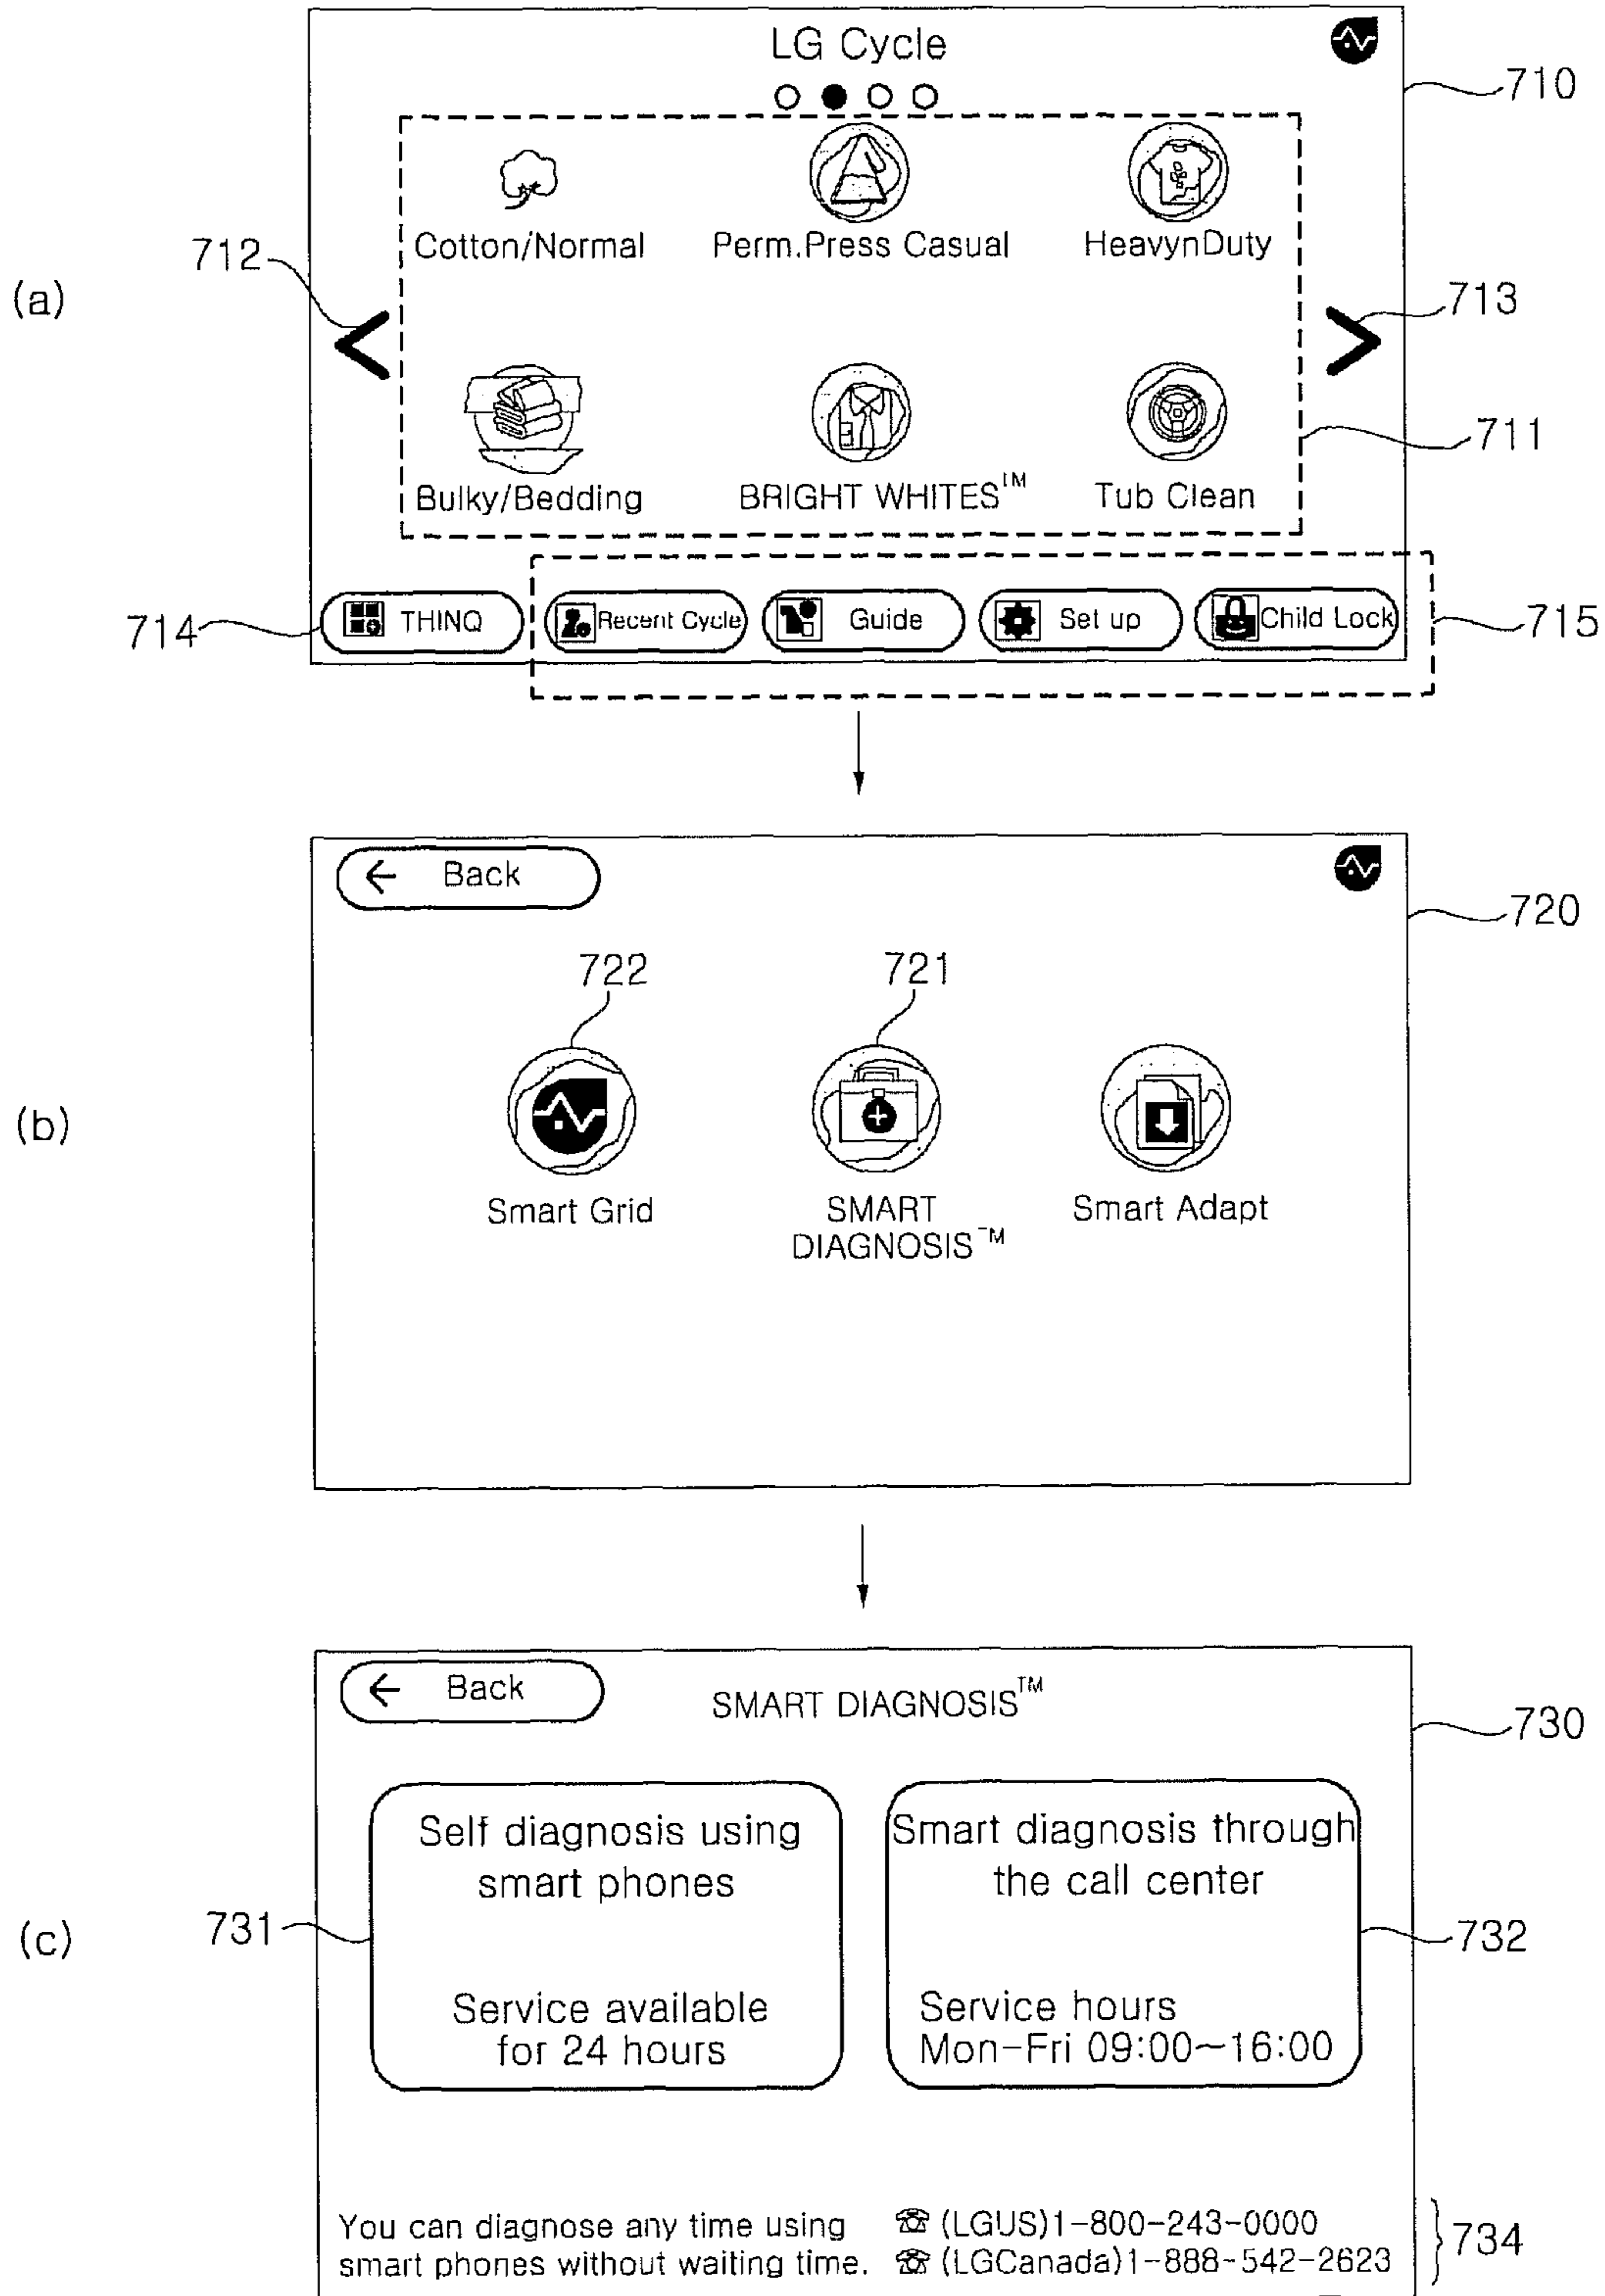 LG Cycle
710
Cotton/Normal
Perm.Press Casual
HeavynDuty
712
(a)
713
711
Bulky/Bedding
BRIGHT WHITES™
Tub Clean
714
THINQ
Recent Cycle
Guide
Set up
Child Lock
715
← Back
720
722
721
(b)
Smart Grid
SMART
DIAGNOSIS™
Smart Adapt
← Back
SMART DIAGNOSIS™
730
Self diagnosis using
smart phones
Smart diagnosis through
the call center
731
(c)
732
Service available
for 24 hours
Service hours
Mon-Fri 09:00~16:00
You can diagnose any time using
smart phones without waiting time.
☏ (LGUS)1-800-243-0000
☏ (LGCanada)1-888-542-2623
734